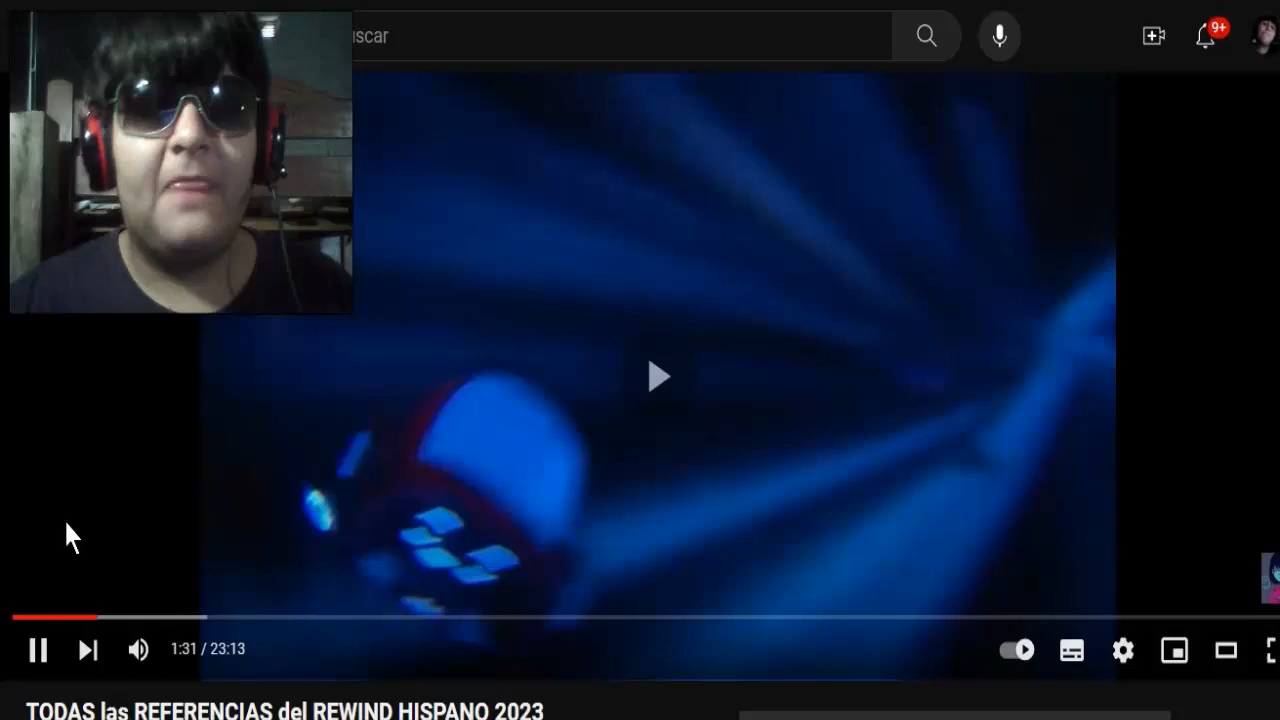 uscar
9+
1:31 / 23:13
TODAS las REFERENCIAS del REWIND HISPANO 2023